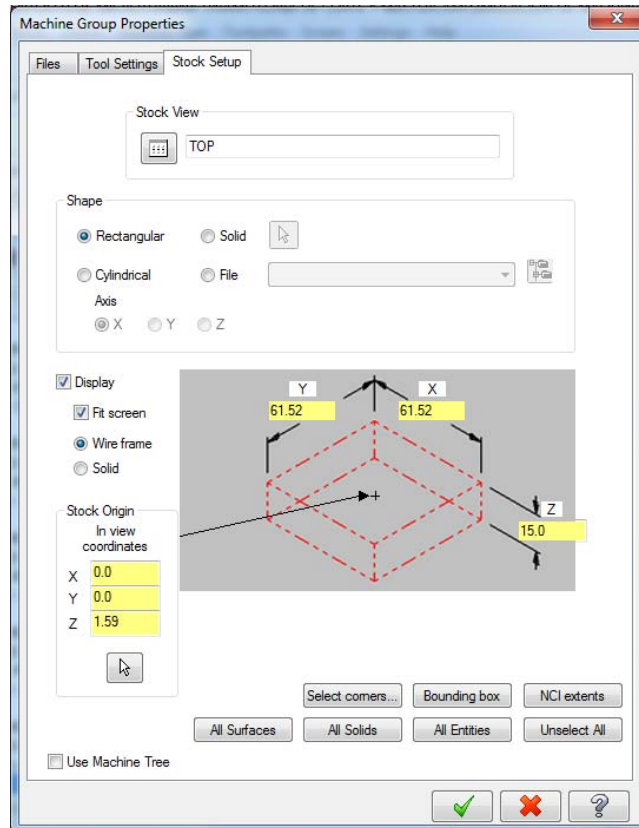 Machine Group Properties
Files Tool Settings Stock Setup
Stock View
TOP
Shape
Rectangular Solid
Cylindrical File
Axis
X Y Z
Display
Fit screen
Wire frame
Solid
Y X
61.52 61.52
Z
15.0
Stock Origin
In view
coordinates
X 0.0
Y 0.0
Z 1.59
Select corners... Bounding box NCI extents
All Surfaces All Solids All Entities Unselect All
Use Machine Tree